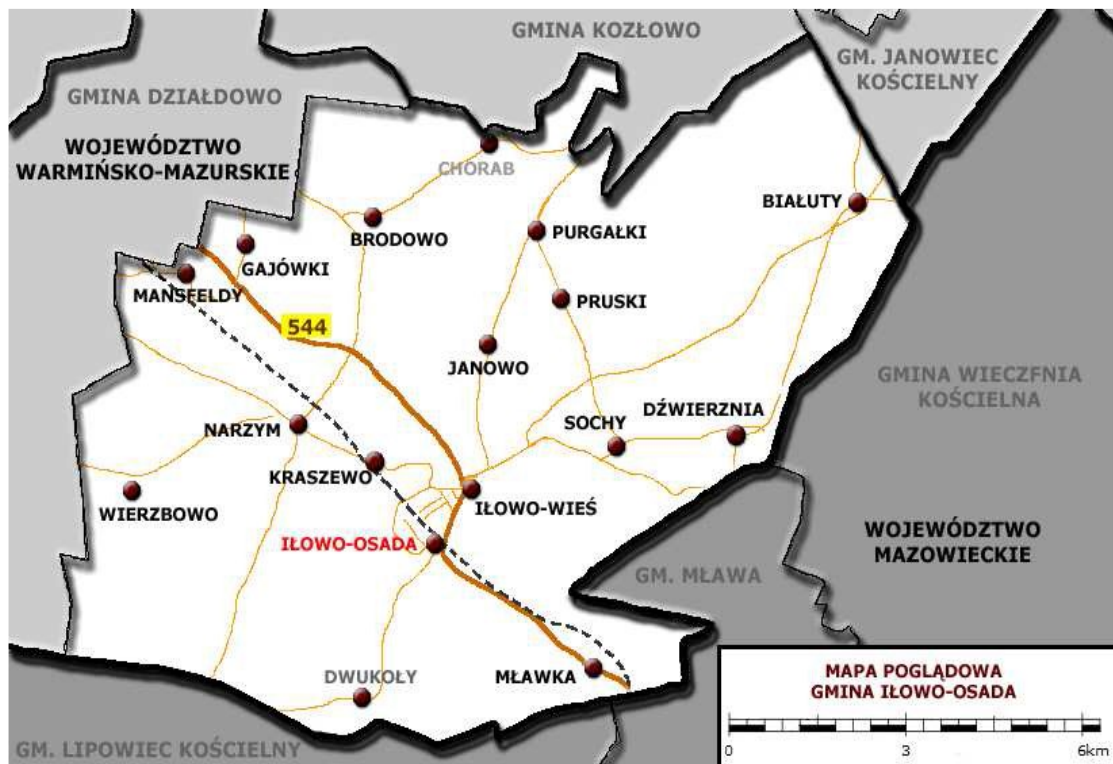 GMINA KOZŁOWO
GM. JANOWIEC
KOŚCIELNY
GMINA DZIAŁDOWO
WOJEWÓDZTWO
WARMIŃSKO-MAZURSKIE
CHORAB
BIAŁUTY
BRODOWO
PURGAŁKI
GAJÓWKI
MANSFELDY
PRUSKI
544
JANOWO
GMINA WIECZFNIA
KOŚCIELNA
NARZYM
SOCHY
DŹWIERZNIA
KRASZEWO
WIERZBOWO
IŁOWO-WIEŚ
WOJEWÓDZTWO
MAZOWIECKIE
IŁOWO-OSADA
GM. MŁAWA
DWUKOŁY
MŁAWKA
MAPA POGLĄDOWA
GMINA IŁOWO-OSADA
GM. LIPOWIEC KOŚCIELNY
0 3 6km